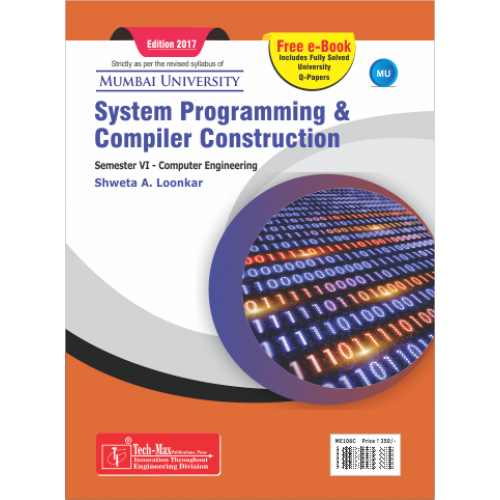 Edition 2017
Strictly as per the revised syllabus of
MUMBAI UNIVERSITY
Free e-Book
Includes Fully Solved
University
Q-Papers
MU
System Programming &
Compiler Construction
Semester VI - Computer Engineering
Shweta A. Loonkar
Tech-Max Publications, Pune
Innovation Throughout
Engineering Division
ME106C Price ₹ 350/-